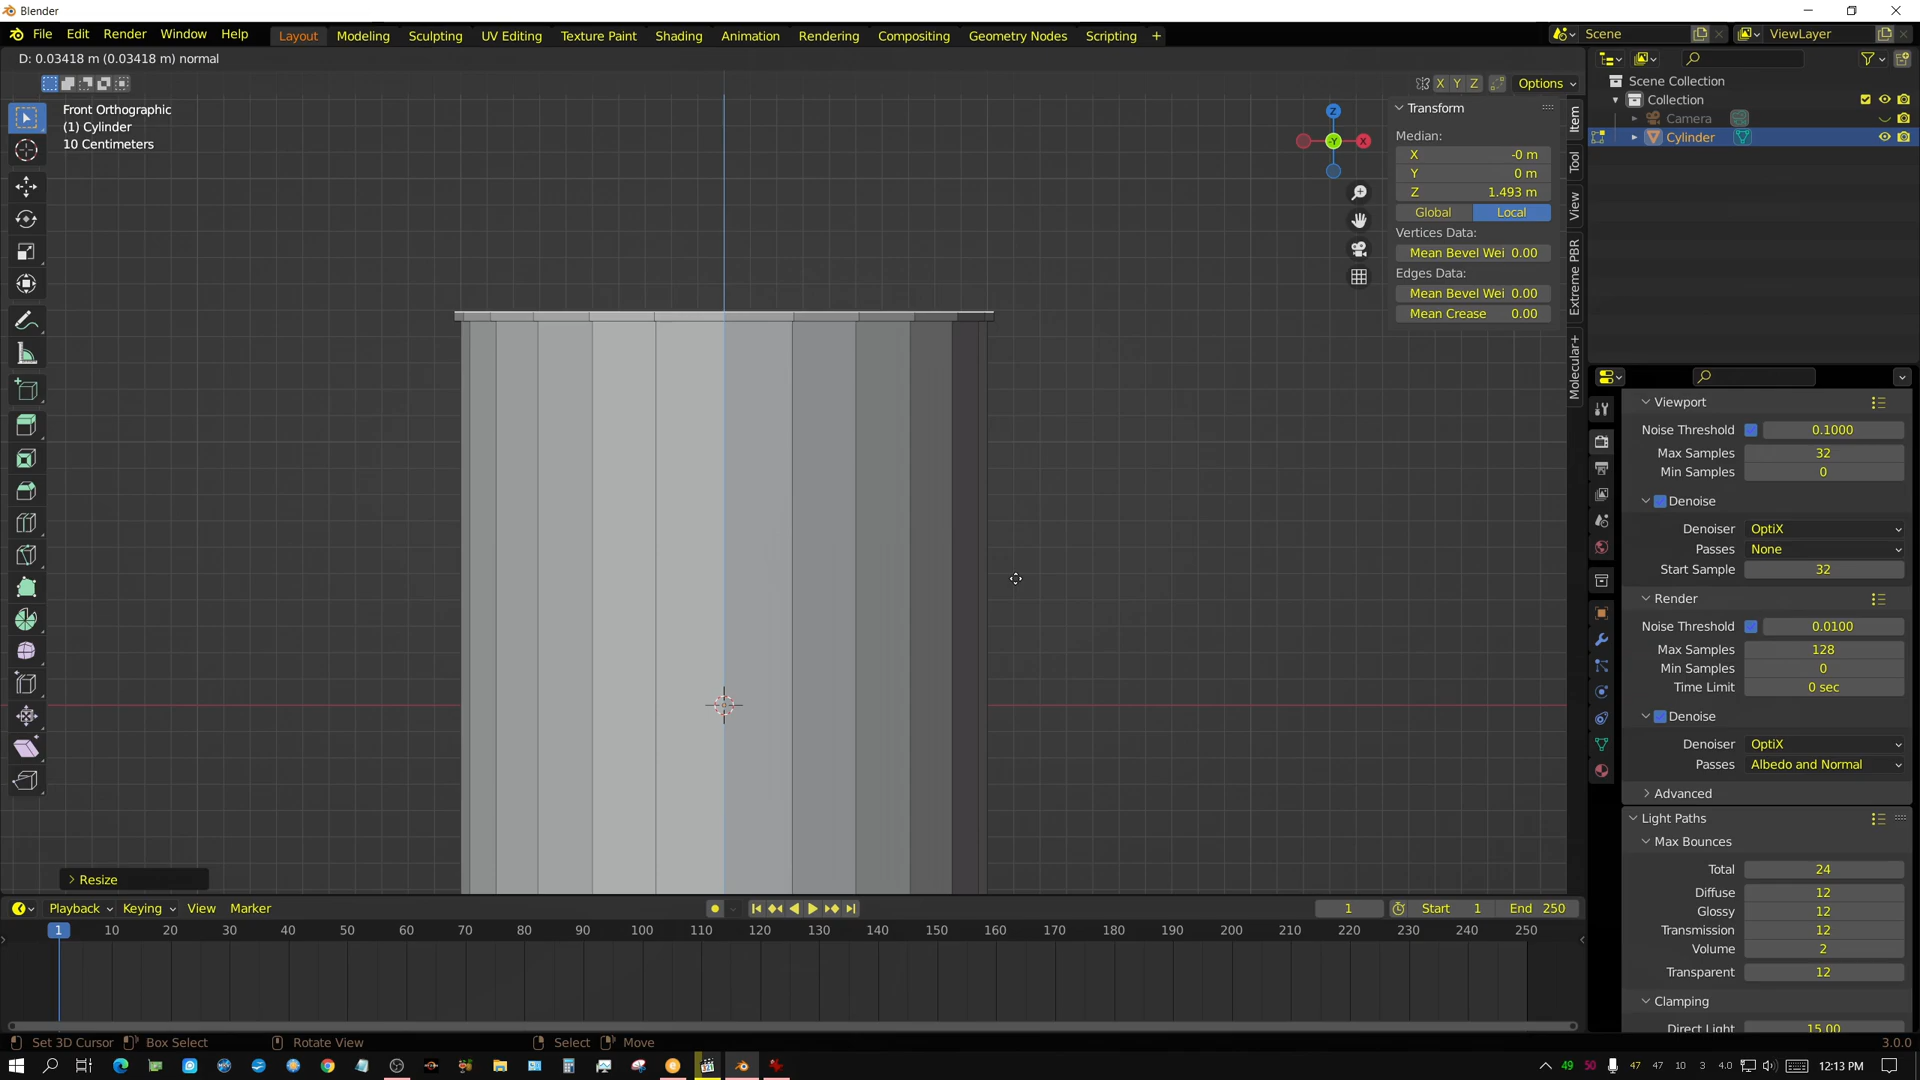 Blender
File Edit Render Window Help Layout Modeling Sculpting UV Editing Texture Paint Shading Animation Rendering Compositing Geometry Nodes Scripting + Scene ViewLayer
D: 0.03418 m (0.03418 m) normal
X Y Z Options
Front Orthographic
(1) Cylinder
10 Centimeters
Z
-Y
X
Transform
Median:
X -0 m
Y 0 m
Z 1.493 m
Global Local
Vertices Data:
Mean Bevel Wei 0.00
Edges Data:
Mean Bevel Wei 0.00
Mean Crease 0.00
Item
Tool
View
Extreme PBR
Molecular+
Scene Collection
Collection
Camera
Cylinder
Viewport
Noise Threshold 0.1000
Max Samples 32
Min Samples 0
Denoise
Denoiser OptiX
Passes None
Start Sample 32
Render
Noise Threshold 0.0100
Max Samples 128
Min Samples 0
Time Limit 0 sec
Denoise
Denoiser OptiX
Passes Albedo and Normal
Advanced
Light Paths
Max Bounces
Total 24
Diffuse 12
Glossy 12
Transmission 12
Volume 2
Transparent 12
Clamping
Direct Light 15.00
> Resize
Playback Keying View Marker 1 Start 1 End 250
1 10 20 30 40 50 60 70 80 90 100 110 120 130 140 150 160 170 180 190 200 210 220 230 240 250
Set 3D Cursor Box Select Rotate View Select Move 3.0.0
49 50 47 47 10 3 4.0 12:13 PM